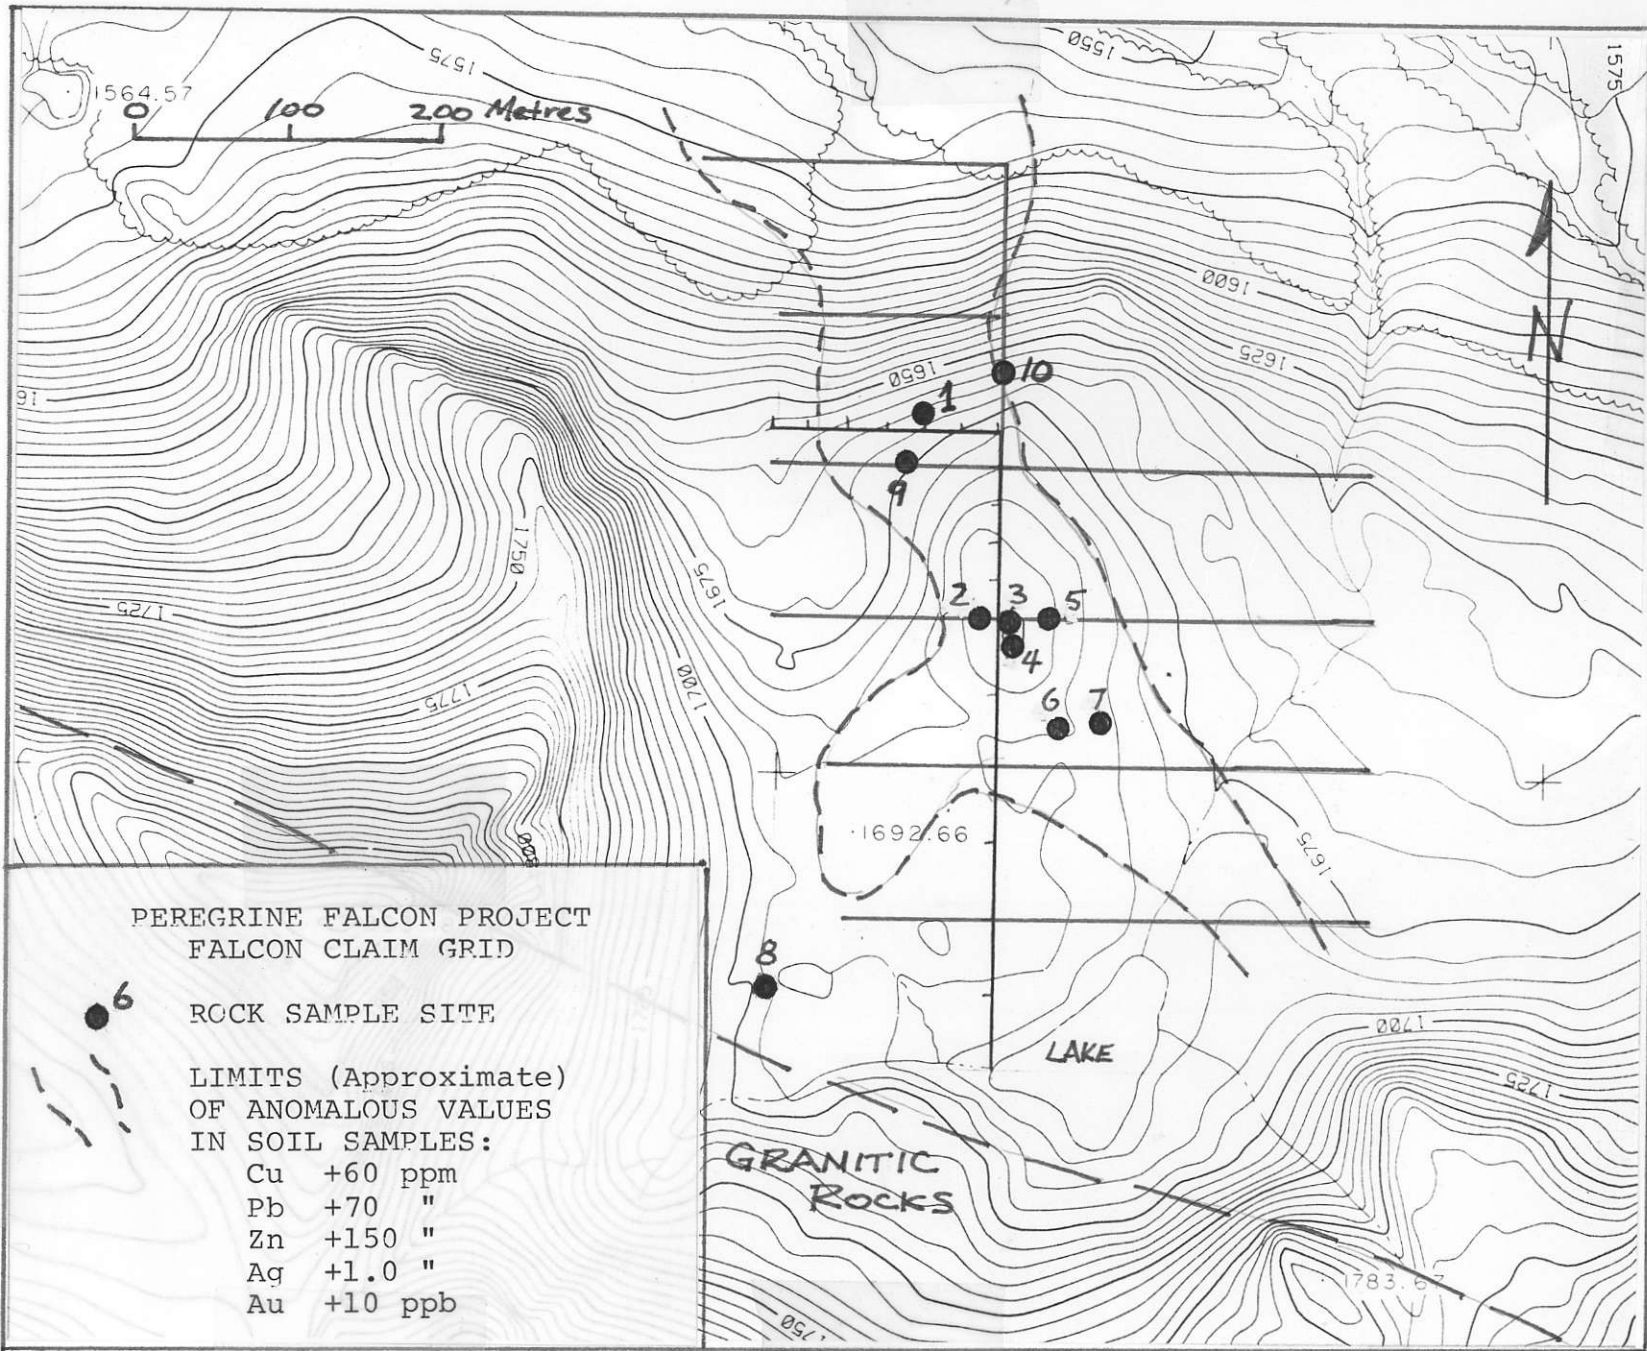 1575
1550
1575
1564.57
0 100 200 Metres
1600
N
1625
1650
10
1
16
9
1750
1675
1725
2 3 5
4
1700
1775
6 7
1692.66
1675
800
PEREGRINE FALCON PROJECT
FALCON CLAIM GRID
6
ROCK SAMPLE SITE
LIMITS (Approximate)
OF ANOMALOUS VALUES
IN SOIL SAMPLES:
Cu +60 ppm
Pb +70 "
Zn +150 "
Ag +1.0 "
Au +10 ppb
8
LAKE
1700
1725
GRANITIC
ROCKS
1783.67
1750